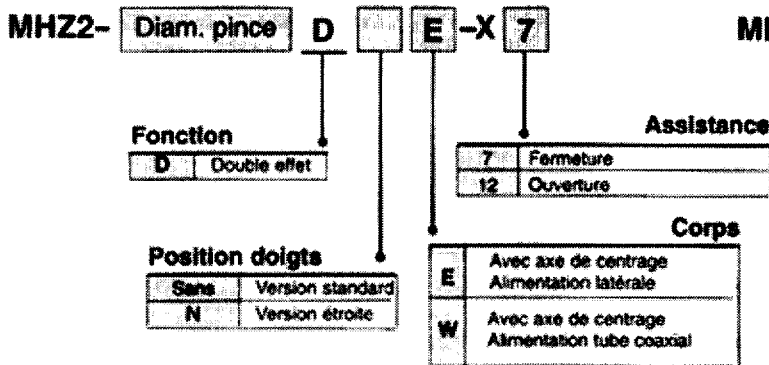 MHZ2- Diam. pince D E -X 7
Fonction
D Double effet
Assistance
7 Fermeture
12 Ouverture
Position doigts
Sans Version standard
N Version étroite
Corps
E Avec axe de centrage
Alimentation latérale
W Avec axe de centrage
Alimentation tube coaxial